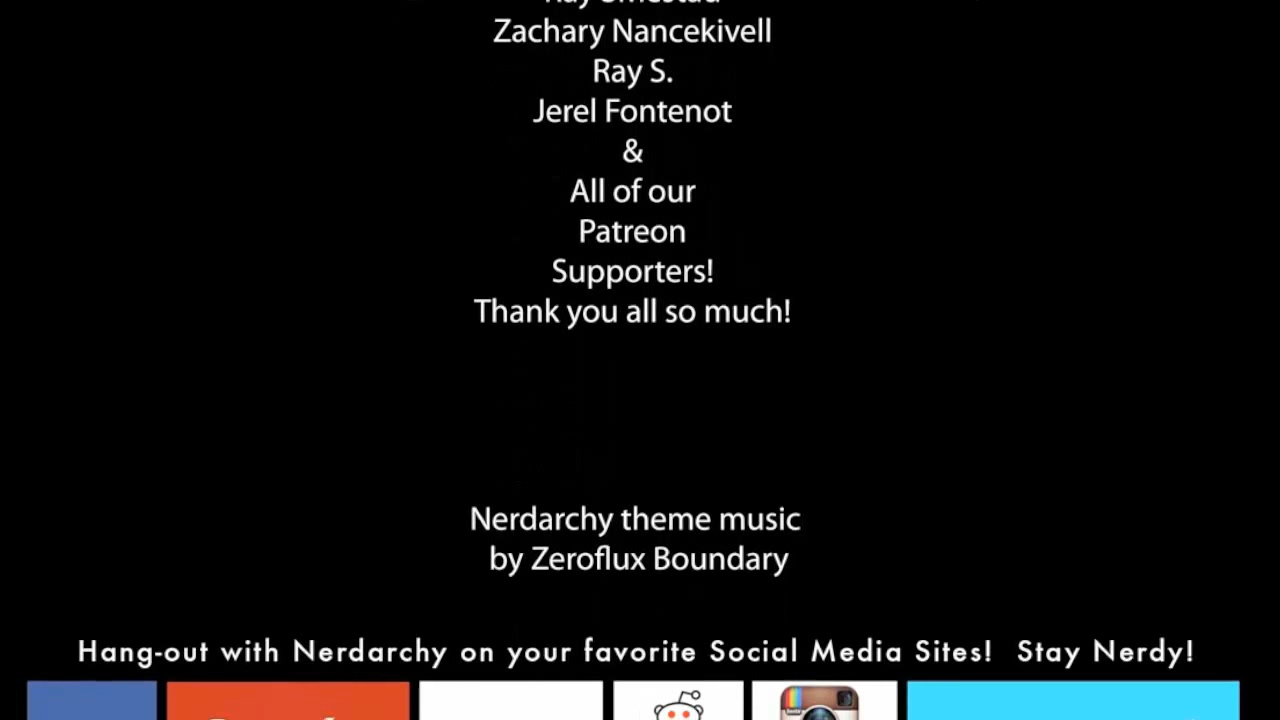 Zachary Nancekivell
Ray S.
Jerel Fontenot
&
All of our
Patreon
Supporters!
Thank you all so much!
Nerdarchy theme music
by Zeroflux Boundary
Hang-out with Nerdarchy on your favorite Social Media Sites! Stay Nerdy!